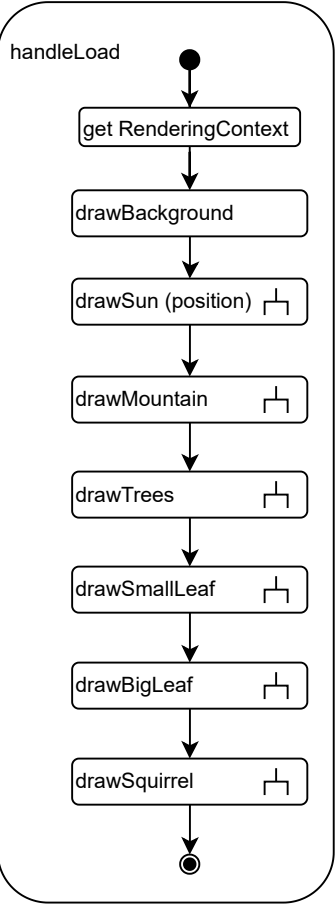 handleLoad
get RenderingContext
drawBackground
drawSun (position)
drawMountain
drawTrees
drawSmallLeaf
drawBigLeaf
drawSquirrel